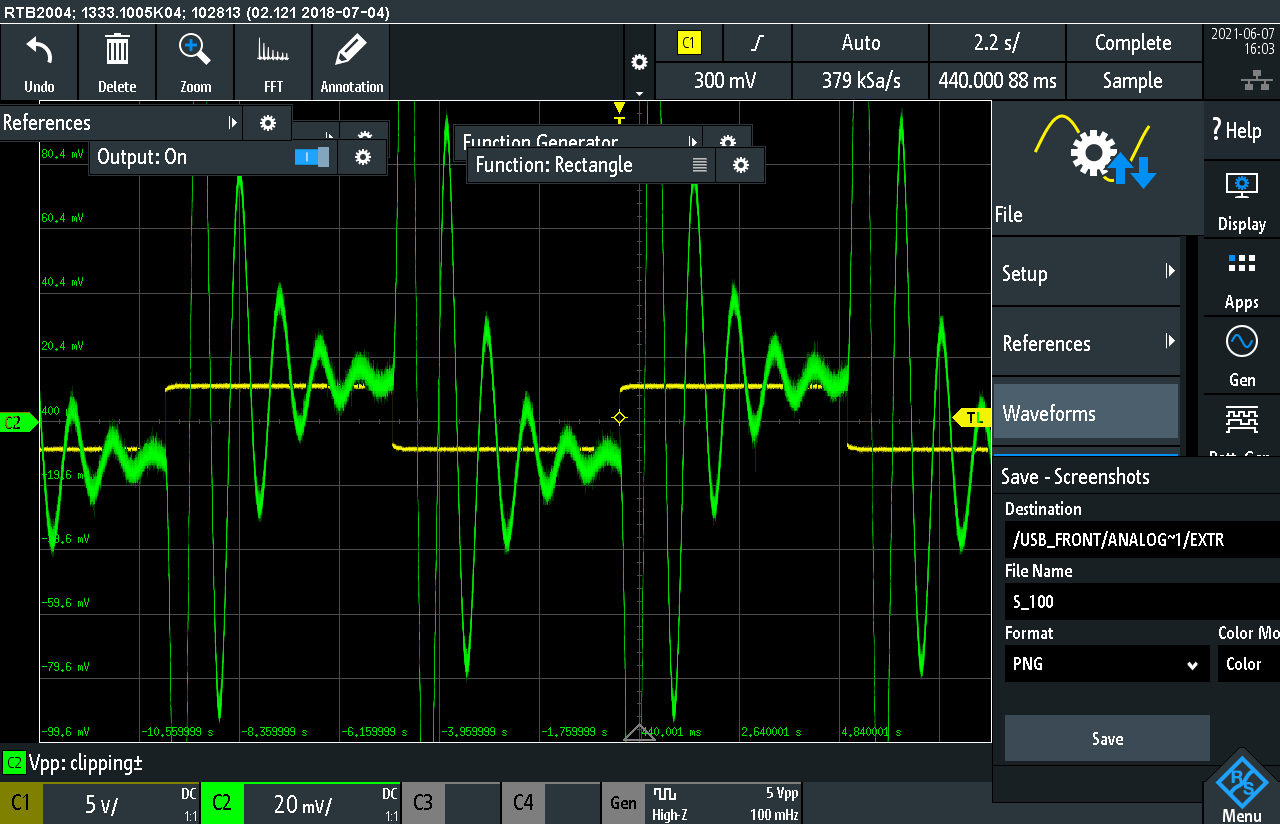 RTB2004; 1333.1005K04; 102813 (02.121 2018-07-04)
Undo
Delete
Zoom
FFT
Annotation
C1
Auto
2.2 s/
Complete
300 mV
379 kSa/s
440.000 88 ms
Sample
2021-06-07
16:03
References
Output: On
Function Generator
Function: Rectangle
T
80,4 mV
60,4 mV
40,4 mV
20,4 mV
400
-19,6 mV
mV
-59,6 mV
-79,6 mV
-99,6 mV
C2
TL
-10,559999 s
-8,359999 s
-6,159999 s
-3,959999 s
-1,759999 s
440,001 ms
2,640001 s
4,840001 s
File
Setup
References
Waveforms
Save - Screenshots
Destination
/USB_FRONT/ANALOG~1/EXTR
File Name
S_100
Format
Color Mo
PNG
Color
Save
? Help
Display
Apps
Gen
C2 Vpp: clipping±
C1
5 V/
DC
1:1
C2
20 mV/
DC
1:1
C3
C4
Gen
High-Z
5 Vpp
100 mHz
R&S
Menu